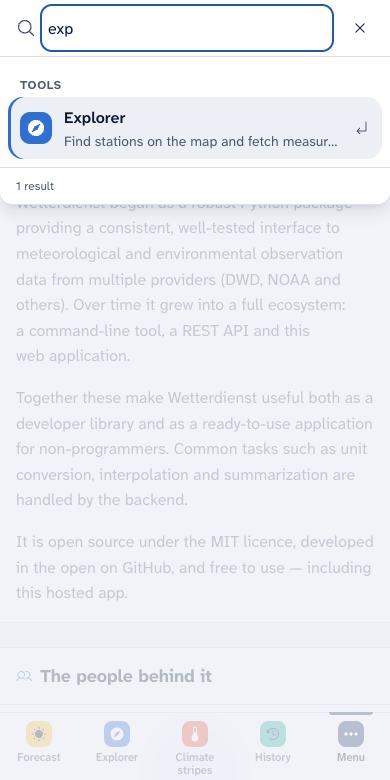 exp
TOOLS
Explorer
Find stations on the map and fetch measur...
1 result
Wetterdienst began as a robust Python package
providing a consistent, well-tested interface to
meteorological and environmental observation
data from multiple providers (DWD, NOAA and
others). Over time it grew into a full ecosystem:
a command-line tool, a REST API and this
web application.
Together these make Wetterdienst useful both as a
developer library and as a ready-to-use application
for non-programmers. Common tasks such as unit
conversion, interpolation and summarization are
handled by the backend.
It is open source under the MIT licence, developed
in the open on GitHub, and free to use — including
this hosted app.
The people behind it
Forecast
Explorer
Climate
stripes
History
Menu